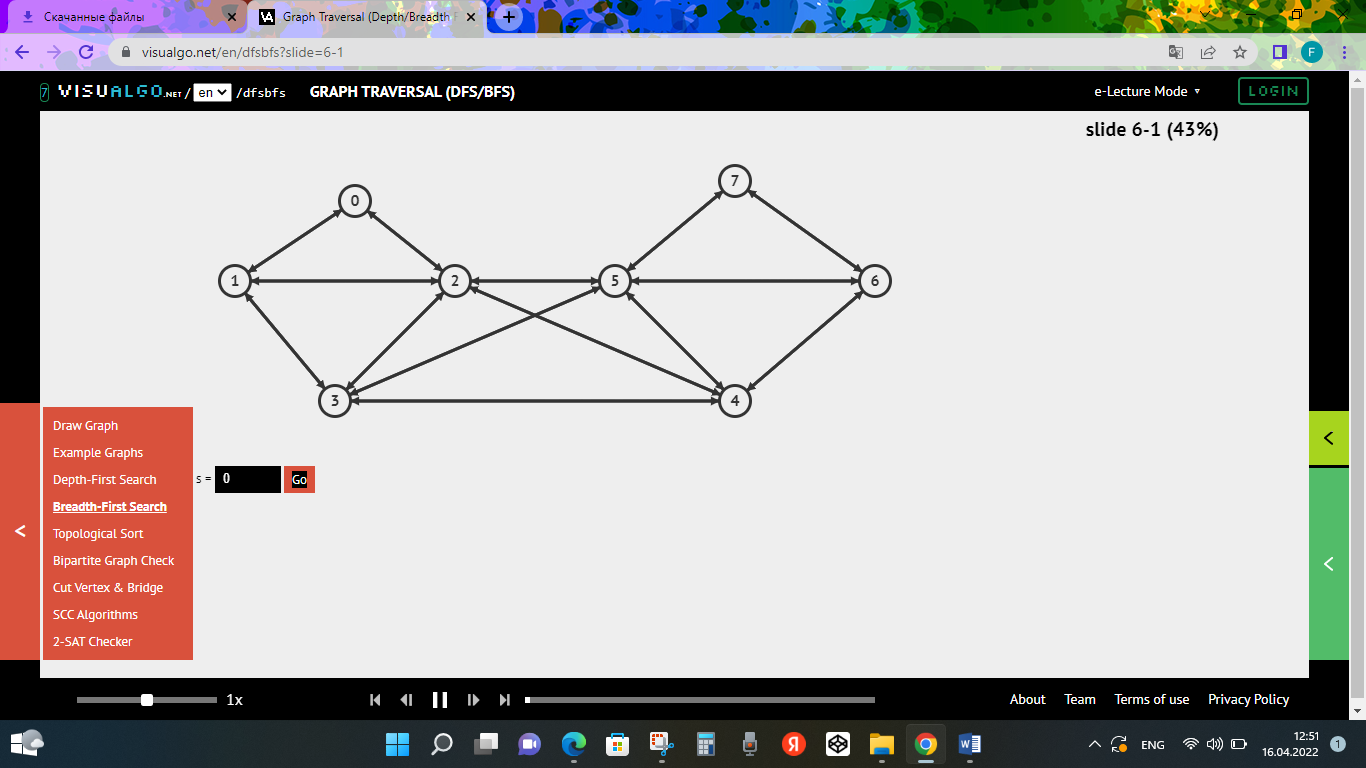 Скачанные файлы
Graph Traversal (Depth/Breadth F
visualgo.net/en/dfsbfs?slide=6-1
F
7 VISUALGO.NET / en /dfsbfs GRAPH TRAVERSAL (DFS/BFS) e-Lecture Mode LOGIN
slide 6-1 (43%)
7
0
1 2 5 6
3 4
Draw Graph
Example Graphs
Depth-First Search
s = 0 Go
Breadth-First Search
Topological Sort
Bipartite Graph Check
Cut Vertex & Bridge
SCC Algorithms
2-SAT Checker
1x About Team Terms of use Privacy Policy
Я W ENG 12:51
16.04.2022 1